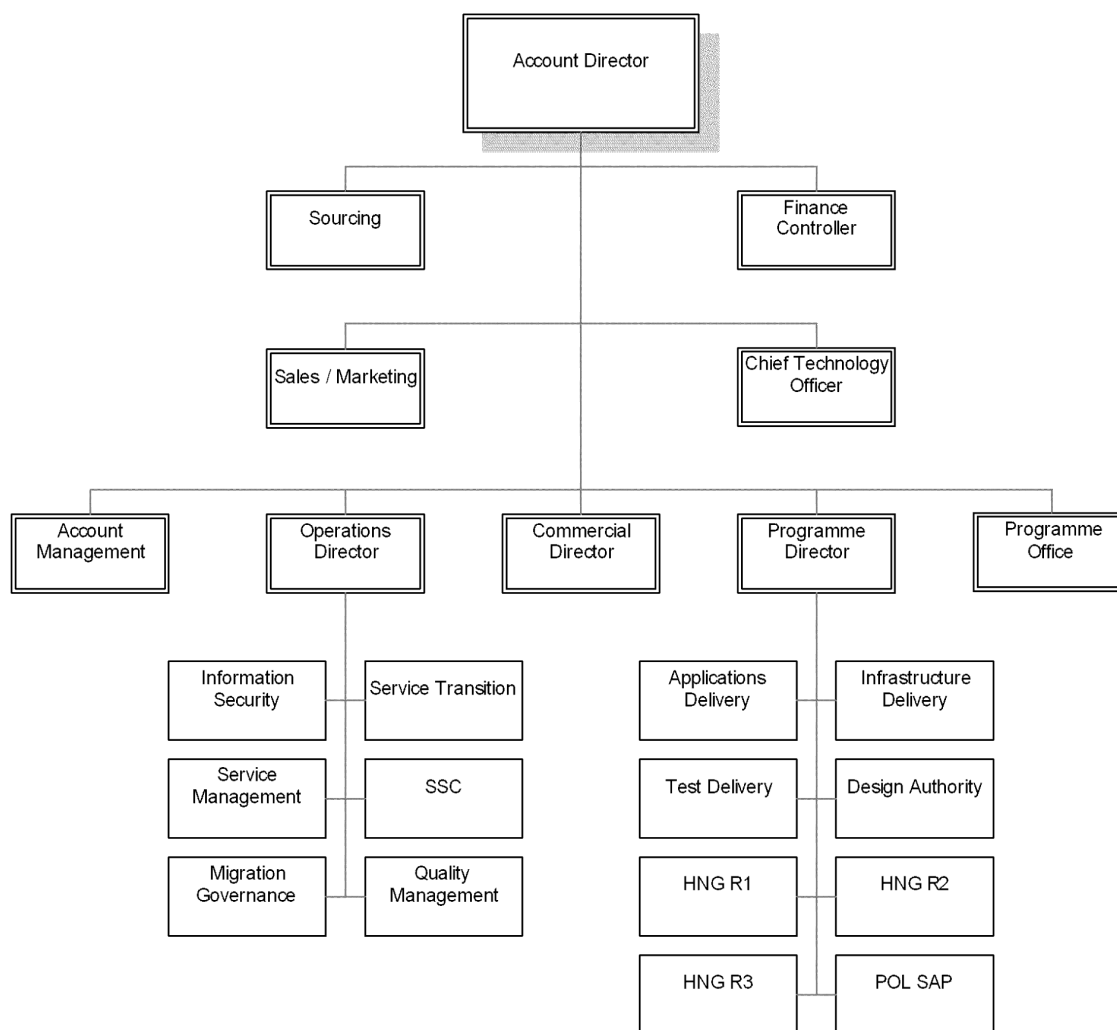 Account Director
Sourcing
Finance
Controller
Sales / Marketing
Chief Technology
Officer
Account
Management
Operations
Director
Commercial
Director
Programme
Director
Programme
Office
Information
Security
Service Transition
Applications
Delivery
Infrastructure
Delivery
Service
Management
SSC
Test Delivery
Design Authority
Migration
Governance
Quality
Management
HNG R1
HNG R2
HNG R3
POL SAP